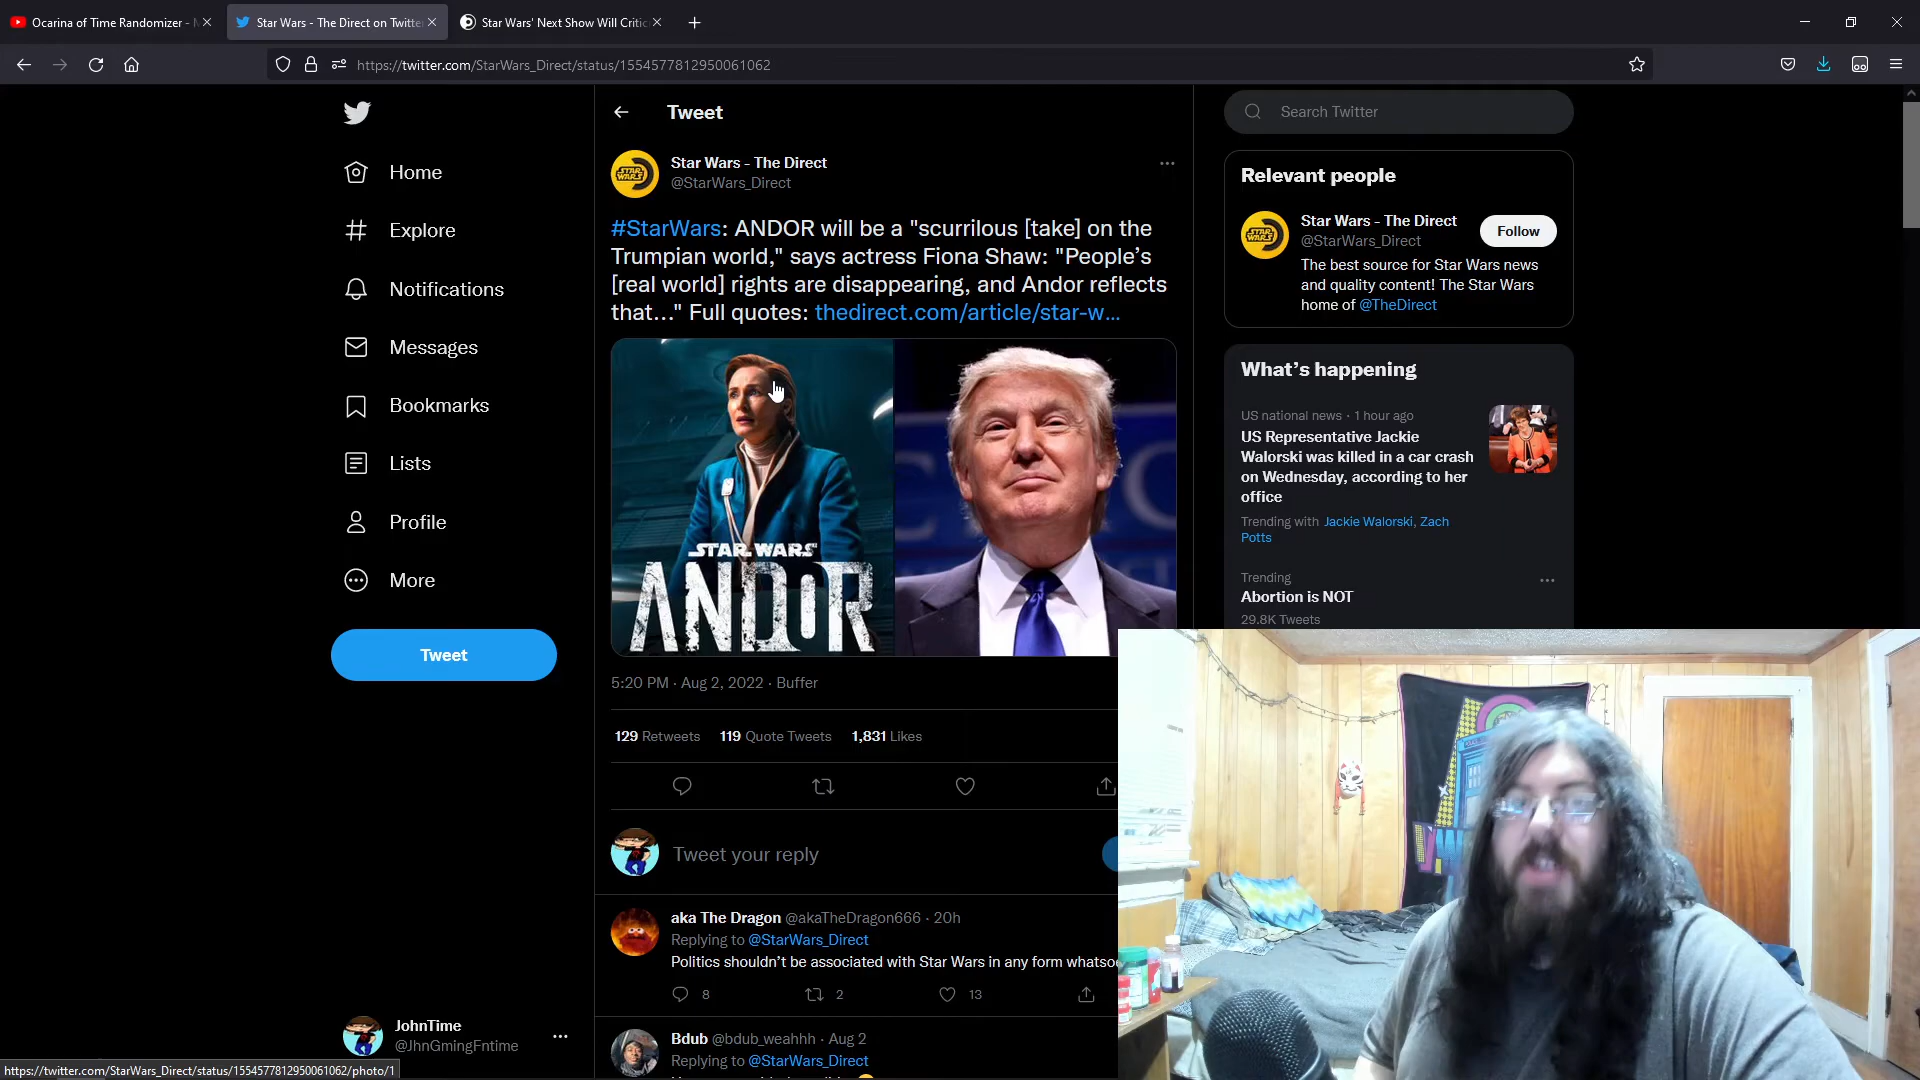 Ocarina of Time Randomizer -
Star Wars - The Direct on Twitte
Star Wars' Next Show Will Critic
https://twitter.com/StarWars_Direct/status/1554577812950061062
Home
Explore
Notifications
Messages
Bookmarks
Lists
Profile
More
Tweet
JohnTime
@JhnGmingFntime
https://twitter.com/StarWars_Direct/status/1554577812950061062/photo/1
Tweet
STAR WARS
Star Wars - The Direct
@StarWars_Direct
#StarWars: ANDOR will be a "scurrilous [take] on the
Trumpian world," says actress Fiona Shaw: "People’s
[real world] rights are disappearing, and Andor reflects
that..." Full quotes: thedirect.com/article/star-w...
STAR WARS
ANDOR
5:20 PM · Aug 2, 2022 · Buffer
129 Retweets 119 Quote Tweets 1,831 Likes
Tweet your reply
aka The Dragon @akaTheDragon666 · 20h
Replying to @StarWars_Direct
Politics shouldn’t be associated with Star Wars in any form
8 2 13
Bdub @bdub_weahhh · Aug 2
Replying to @StarWars_Direct
Search Twitter
Relevant people
STAR WARS
Star Wars - The Direct
@StarWars_Direct
Follow
The best source for Star Wars news
and quality content! The Star Wars
home of @TheDirect
What’s happening
US national news · 1 hour ago
US Representative Jackie
Walorski was killed in a car crash
on Wednesday, according to her
office
Trending with Jackie Walorski, Zach
Potts
Trending
Abortion is NOT
29.8K Tweets